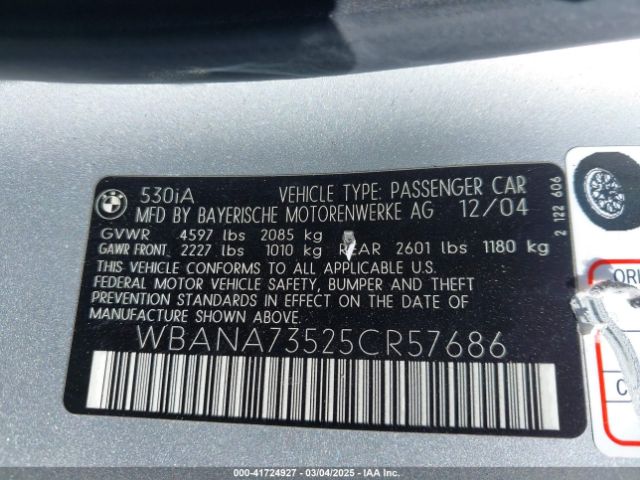 530iA VEHICLE TYPE: PASSENGER CAR
MFD BY BAYERISCHE MOTORENWERKE AG 12/04
GVWR 4597 lbs 2085 kg
GAWR FRONT 2227 lbs 1010 kg REAR 2601 lbs 1180 kg
THIS VEHICLE CONFORMS TO ALL APPLICABLE U.S.
FEDERAL MOTOR VEHICLE SAFETY, BUMPER AND THEFT
PREVENTION STANDARDS IN EFFECT ON THE DATE OF
MANUFACTURE SHOWN ABOVE
WBANA73525CR57686
2 122 606
ORI
C
000-41724927 - 03/04/2025 - IAA Inc.